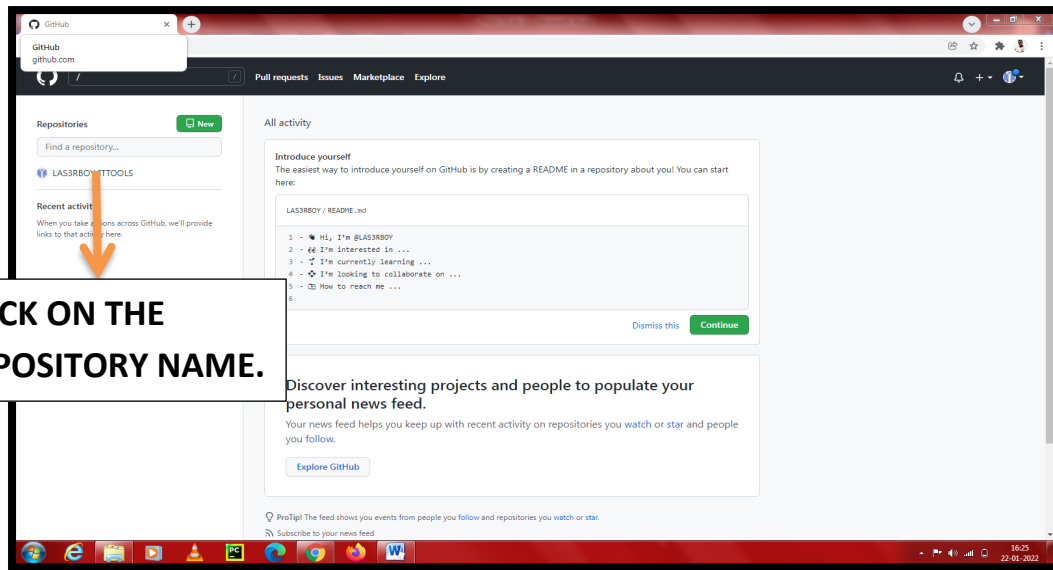 GitHub
GitHub
github.com
/
/
Pull requests Issues Marketplace Explore
Repositories
New
Find a repository...
Recent
When you take across GitHub, we'll provide
links to that here.
CK ON THE
POSITORY NAME.
All activity
Introduce yourself
The easiest way to introduce yourself on GitHub is by creating a README in a repository about you! You can start
here:
LAS3RBOY / README.md
1 - 👋 Hi, I'm @LAS3RBOY
2 - 👀 I'm interested in ...
3 - 🌱 I'm currently learning ...
4 - 💞️ I'm looking to collaborate on ...
5 - 📫 How to reach me ...
6
Dismiss this
Continue
Discover interesting projects and people to populate your
personal news feed.
Your news feed helps you keep up with recent activity on repositories you watch or star and people
you follow.
Explore GitHub
ProTip! The feed shows you events from people you follow and repositories you watch or star.
Subscribe to your news feed
PC
W
16:25
22-01-2022